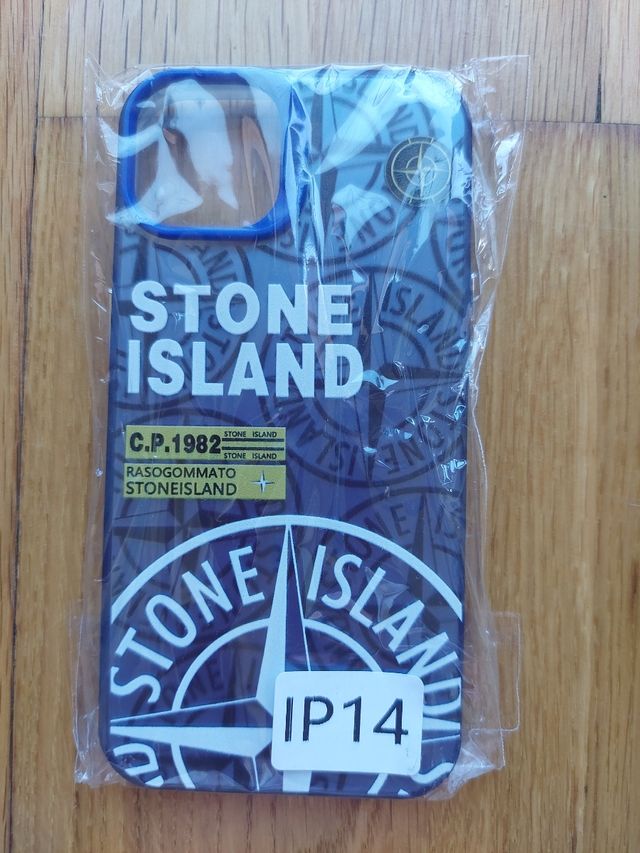 STONE
ISLAND
C.P.1982
STONE ISLAND
STONE ISLAND
RASOGOMMATO
STONEISLAND
STONE ISLAND
IP14